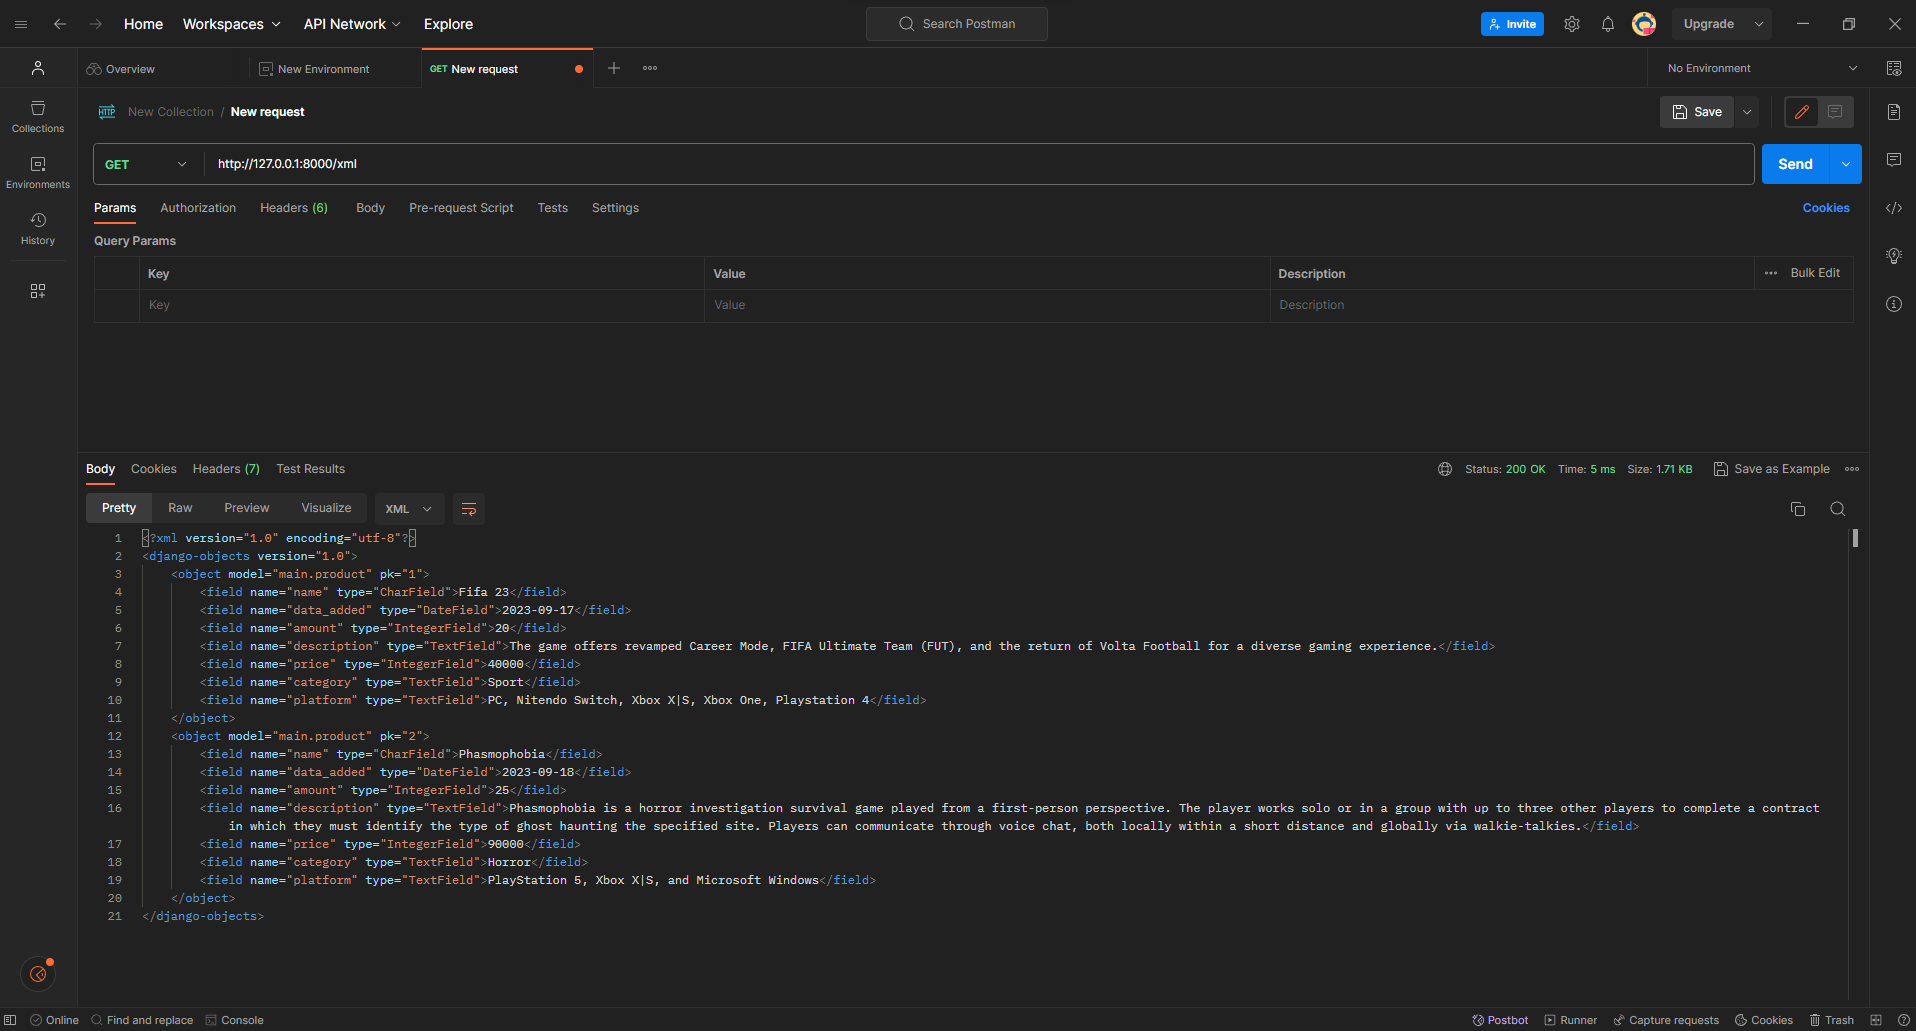 Home Workspaces API Network Explore Search Postman Invite Upgrade
Overview New Environment GET New request No Environment
HTTP New Collection / New request Save
Collections
GET http://127.0.0.1:8000/xml Send
Environments
Params Authorization Headers (6) Body Pre-request Script Tests Settings Cookies
History
Query Params
Key Value Description Bulk Edit
Key Value Description
Body Cookies Headers (7) Test Results Status: 200 OK Time: 5 ms Size: 1.71 KB Save as Example
Pretty Raw Preview Visualize XML
1 <?xml version="1.0" encoding="utf-8"?>
2 <django-objects version="1.0">
3 <object model="main.product" pk="1">
4 <field name="name" type="CharField">Fifa 23</field>
5 <field name="data_added" type="DateField">2023-09-17</field>
6 <field name="amount" type="IntegerField">20</field>
7 <field name="description" type="TextField">The game offers revamped Career Mode, FIFA Ultimate Team (FUT), and the return of Volta Football for a diverse gaming experience.</field>
8 <field name="price" type="IntegerField">40000</field>
9 <field name="category" type="TextField">Sport</field>
10 <field name="platform" type="TextField">PC, Nitendo Switch, Xbox X|S, Xbox One, Playstation 4</field>
11 </object>
12 <object model="main.product" pk="2">
13 <field name="name" type="CharField">Phasmophobia</field>
14 <field name="data_added" type="DateField">2023-09-18</field>
15 <field name="amount" type="IntegerField">25</field>
16 <field name="description" type="TextField">Phasmophobia is a horror investigation survival game played from a first-person perspective. The player works solo or in a group with up to three other players to complete a contract
in which they must identify the type of ghost haunting the specified site. Players can communicate through voice chat, both locally within a short distance and globally via walkie-talkies.</field>
17 <field name="price" type="IntegerField">90000</field>
18 <field name="category" type="TextField">Horror</field>
19 <field name="platform" type="TextField">PlayStation 5, Xbox X|S, and Microsoft Windows</field>
20 </object>
21 </django-objects>
Online Find and replace Console Postbot Runner Capture requests Cookies Trash